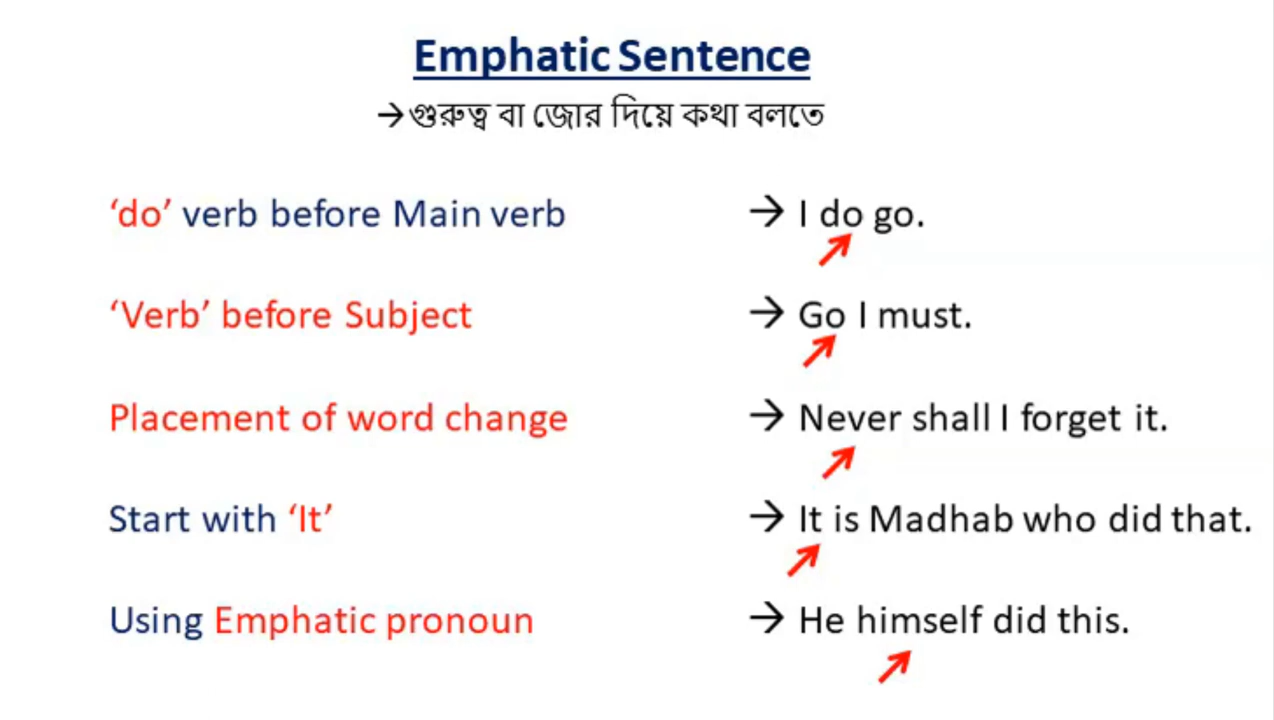 Emphatic Sentence
→গুরুত্ব বা জোর দিয়ে কথা বলতে
‘do’ verb before Main verb → I do go.
‘Verb’ before Subject → Go I must.
Placement of word change → Never shall I forget it.
Start with ‘It’ → It is Madhab who did that.
Using Emphatic pronoun → He himself did this.